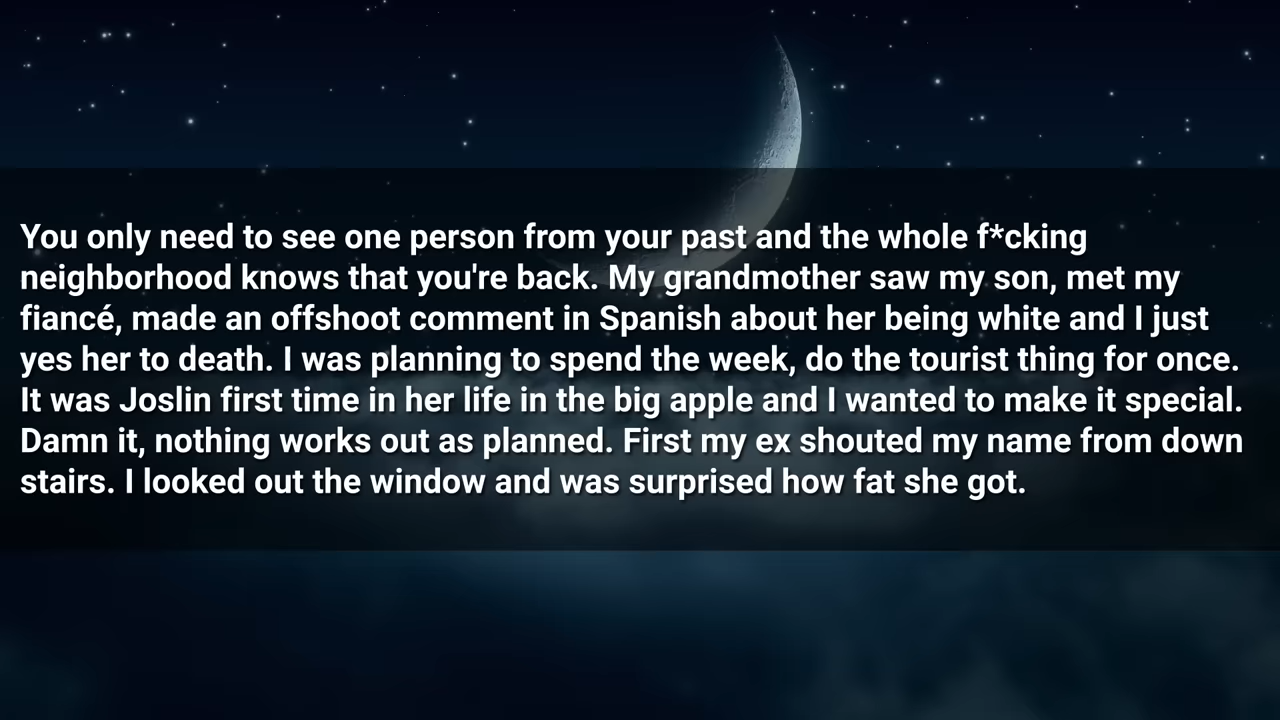 You only need to see one person from your past and the whole f*cking
neighborhood knows that you're back. My grandmother saw my son, met my
fiancé, made an offshoot comment in Spanish about her being white and I just
yes her to death. I was planning to spend the week, do the tourist thing for once.
It was Joslin first time in her life in the big apple and I wanted to make it special.
Damn it, nothing works out as planned. First my ex shouted my name from down
stairs. I looked out the window and was surprised how fat she got.